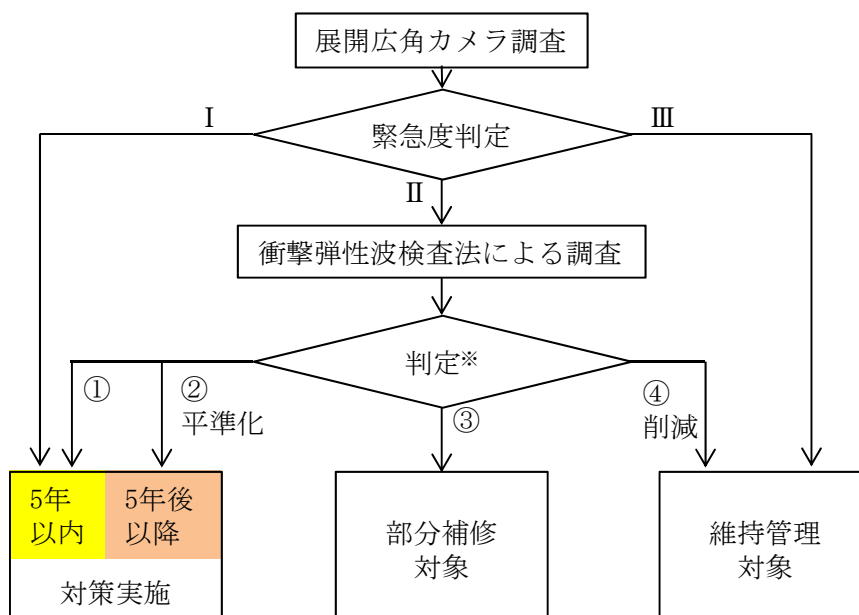 展開広角カメラ調査
Ⅰ
緊急度判定
Ⅲ
Ⅱ
衝撃弾性波検査法による調査
判定※
①
②
平準化
③
④
削減
5年
以内
5年後
以降
対策実施
部分補修
対象
維持管理
対象